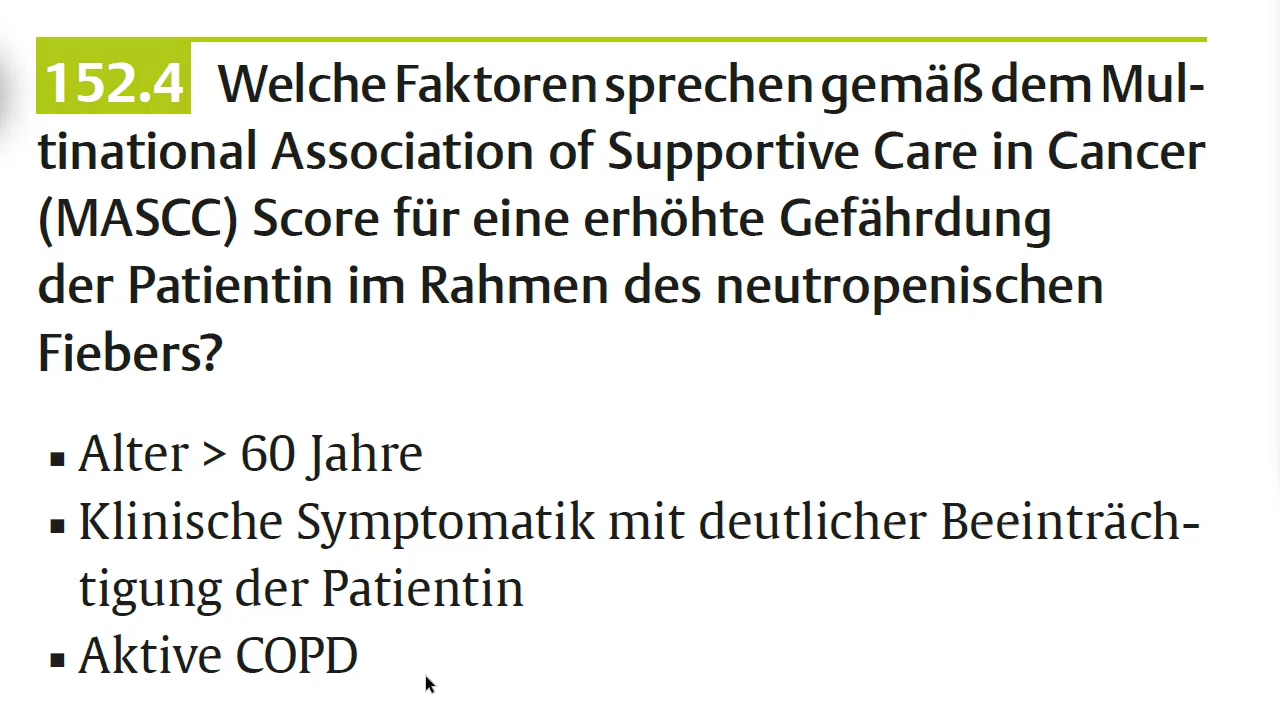 152.4 Welche Faktoren sprechen gemäß dem Mul-
tinational Association of Supportive Care in Cancer
(MASCC) Score für eine erhöhte Gefährdung
der Patientin im Rahmen des neutropenischen
Fiebers?
▪ Alter > 60 Jahre
▪ Klinische Symptomatik mit deutlicher Beeinträch-
tigung der Patientin
▪ Aktive COPD